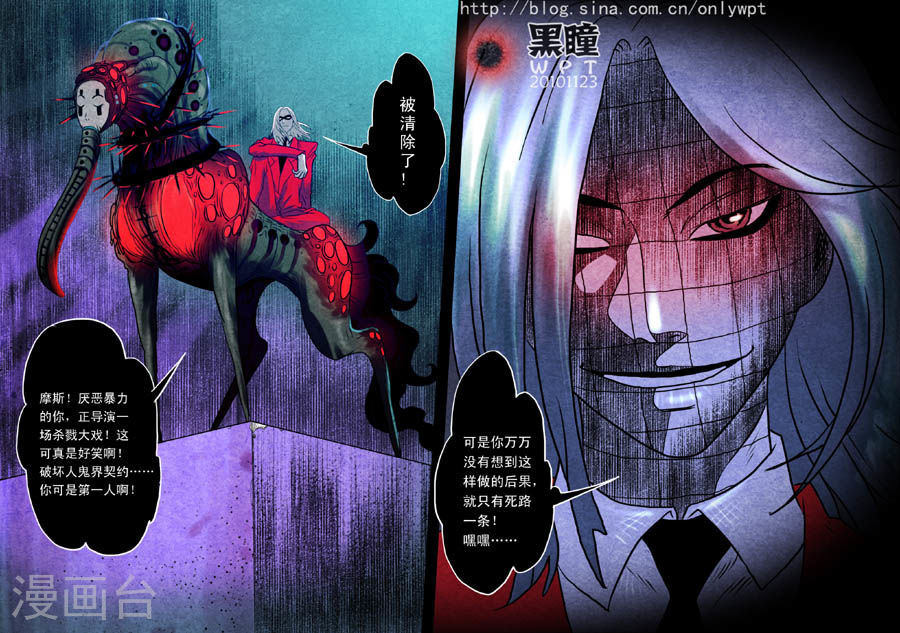 http://blog.sina.com.cn/onlywpt
黑瞳
WPT
20101123
被清除了！
摩斯！厌恶暴力
的你，正导演一
场杀戮大戏！这
可真是好笑啊！
破坏人鬼界契约……
你可是第一人啊！
可是你万万
没有想到这
样做的后果，
就只有死路
一条！
嘿嘿……
漫画台